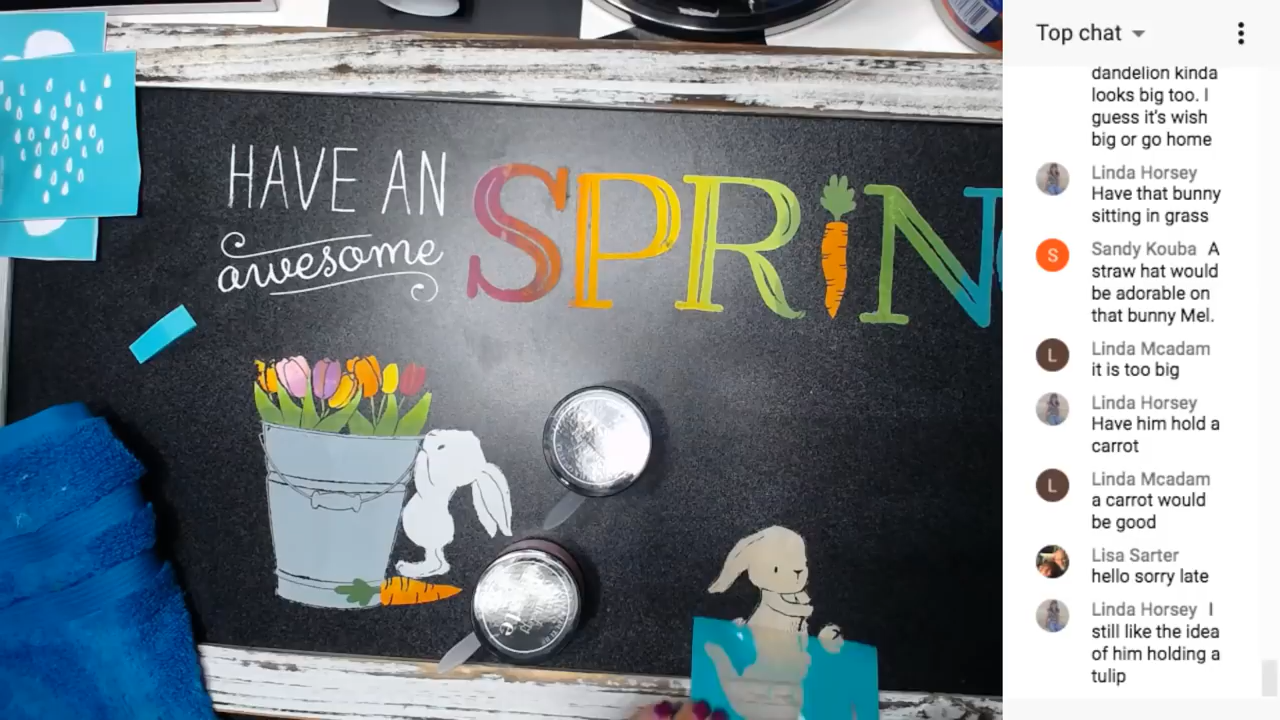 HAVE AN
awesome
SPRING
Top chat
dandelion kinda
looks big too. I
guess it's wish
big or go home
Linda Horsey
Have that bunny
sitting in grass
S
Sandy Kouba A
straw hat would
be adorable on
that bunny Mel.
L
Linda Mcadam
it is too big
Linda Horsey
Have him hold a
carrot
L
Linda Mcadam
a carrot would
be good
Lisa Sarter
hello sorry late
Linda Horsey I
still like the idea
of him holding a
tulip